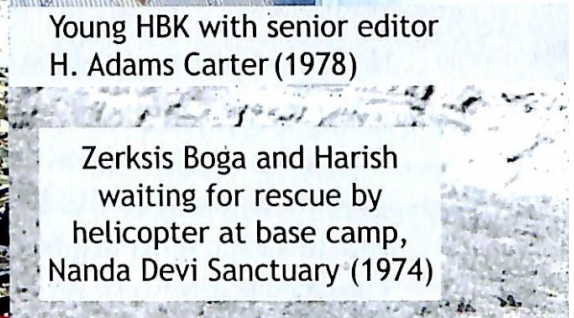 Young HBK with senior editor
H. Adams Carter (1978)
Zerksis Boga and Harish
waiting for rescue by
helicopter at base camp,
Nanda Devi Sanctuary (1974)